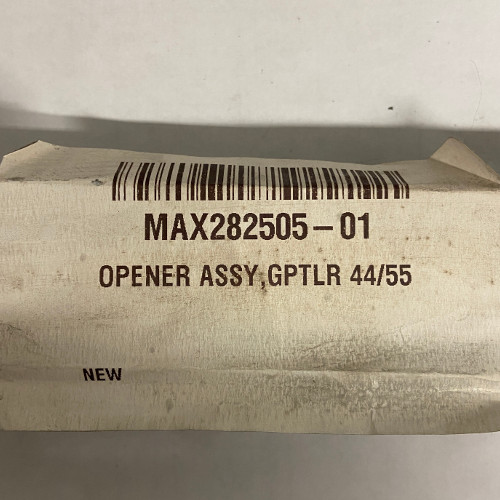 MAX282505-01
OPENER ASSY,GPTLR 44/55
NEW